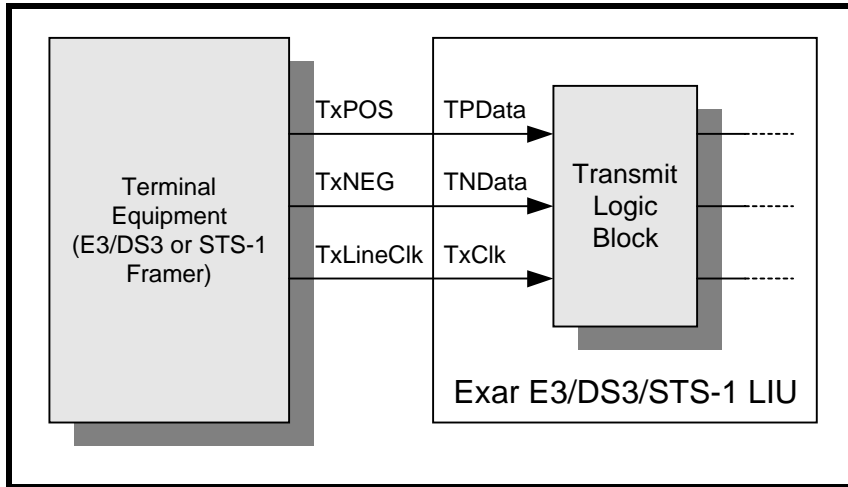 Terminal
Equipment
(E3/DS3 or STS-1
Framer)
TxPOS
TxNEG
TxLineClk
TPData
TNData
TxClk
Transmit
Logic
Block
Exar E3/DS3/STS-1 LIU